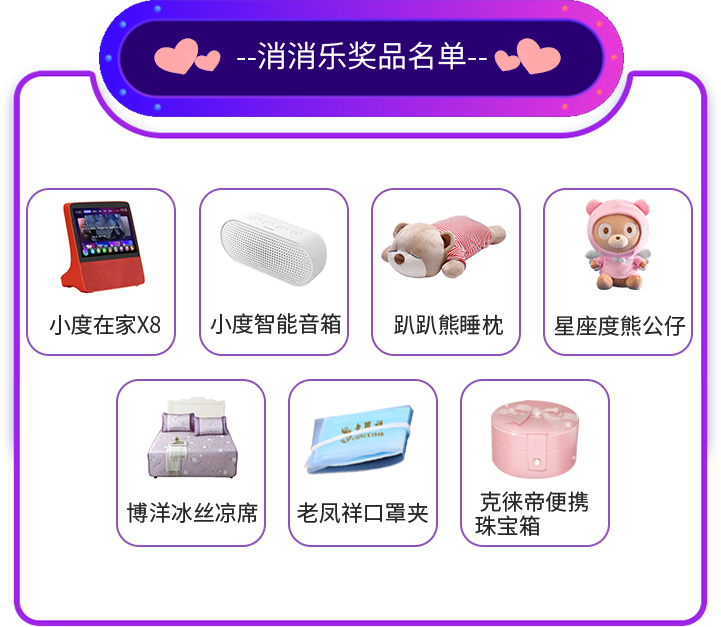 --消消乐奖品名单--
小度在家X8
小度智能音箱
趴趴熊睡枕
星座度熊公仔
博洋冰丝凉席
老凤祥口罩夹
克徕帝便携
珠宝箱